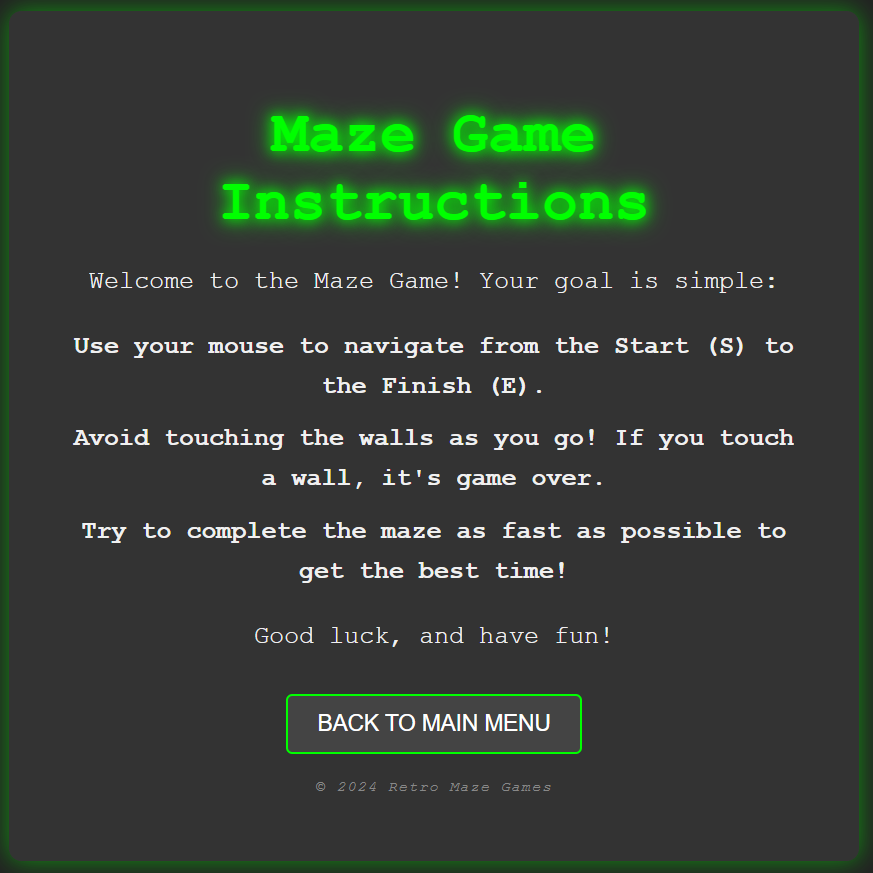 Maze Game
Instructions
Welcome to the Maze Game! Your goal is simple:
Use your mouse to navigate from the Start (S) to
the Finish (E).
Avoid touching the walls as you go! If you touch
a wall, it's game over.
Try to complete the maze as fast as possible to
get the best time!
Good luck, and have fun!
BACK TO MAIN MENU
© 2024 Retro Maze Games